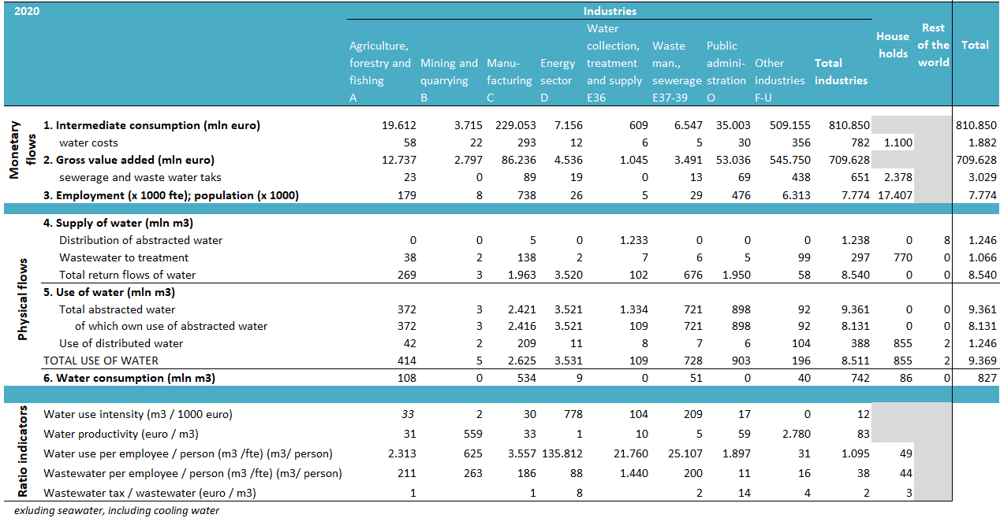 2020 Industries
Water
collection, Waste Public House Rest
Agriculture, treatment man., admini- Other Total holds of the Total
forestry and Mining and Manu- Energy and supply sewerage stration industries industries world
fishing quarrying facturing sector E36 E37-39 O F-U
A B C D
Monetary flows
1. Intermediate consumption (mln euro) 19.612 3.715 229.053 7.156 609 6.547 35.003 509.155 810.850 810.850
water costs 58 22 293 12 6 5 30 356 782 1.100 1.882
2. Gross value added (mln euro) 12.737 2.797 86.236 4.536 1.045 3.491 53.036 545.750 709.628 709.628
sewerage and waste water taks 23 0 89 19 0 13 69 438 651 2.378 3.029
3. Employment (x 1000 fte); population (x 1000) 179 8 738 26 5 29 476 6.313 7.774 17.407 7.774
Physical flows
4. Supply of water (mln m3)
Distribution of abstracted water 0 0 5 0 1.233 0 0 0 1.238 0 8 1.246
Wastewater to treatment 38 2 138 2 7 6 5 99 297 770 0 1.066
Total return flows of water 269 3 1.963 3.520 102 676 1.950 58 8.540 0 0 8.540
5. Use of water (mln m3)
Total abstracted water 372 3 2.421 3.521 1.334 721 898 92 9.361 0 0 9.361
of which own use of abstracted water 372 3 2.416 3.521 109 721 898 92 8.131 0 0 8.131
Use of distributed water 42 2 209 11 8 7 6 104 388 855 2 1.246
TOTAL USE OF WATER 414 5 2.625 3.531 109 728 903 196 8.511 855 2 9.369
6. Water consumption (mln m3) 108 0 534 9 0 51 0 40 742 86 0 827
Ratio indicators
Water use intensity (m3 / 1000 euro) 33 2 30 778 104 209 17 0 12
Water productivity (euro / m3) 31 559 33 1 10 5 59 2.780 83
Water use per employee / person (m3 /fte) (m3/ person) 2.313 625 3.557 135.812 21.760 25.107 1.897 31 1.095 49
Wastewater per employee / person (m3 /fte) (m3/ person) 211 263 186 88 1.440 200 11 16 38 44
Wastewater tax / wastewater (euro / m3) 1 1 8 2 14 4 2 3
exluding seawater, including cooling water